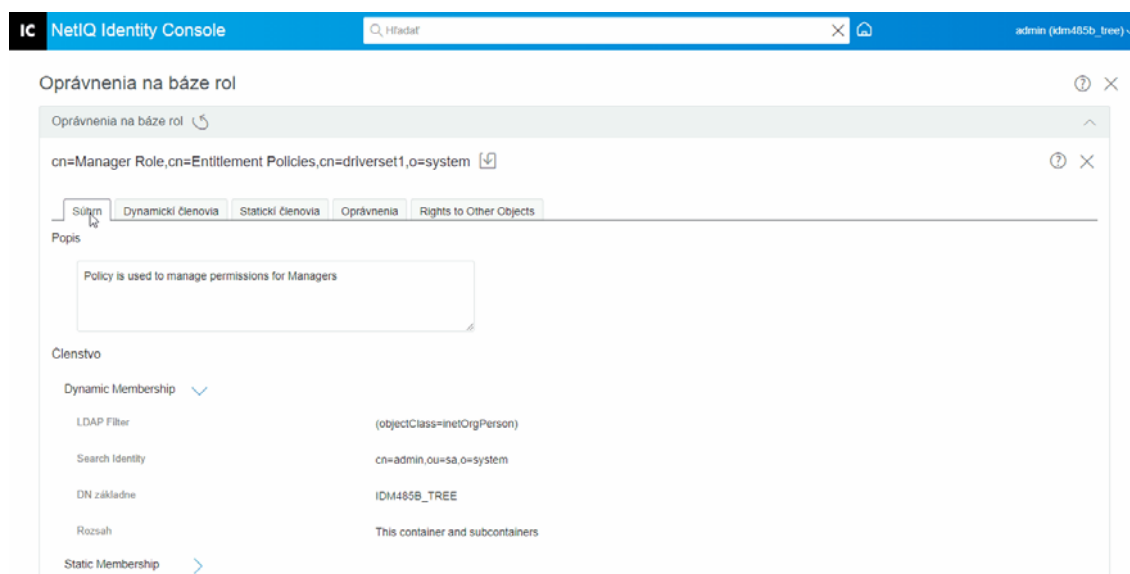 IC NetIQ Identity Console Hľadať admin (idm485b_tree)
Oprávnenia na báze rol
Oprávnenia na báze rol
cn=Manager Role,cn=Entitlement Policies,cn=driverset1,o=system
Súhrn Dynamickí členovia Statickí členovia Oprávnenia Rights to Other Objects
Popis
Policy is used to manage permissions for Managers
Členstvo
Dynamic Membership
LDAP Filter (objectClass=inetOrgPerson)
Search Identity cn=admin,ou=sa,o=system
DN základne IDM485B_TREE
Rozsah This container and subcontainers
Static Membership